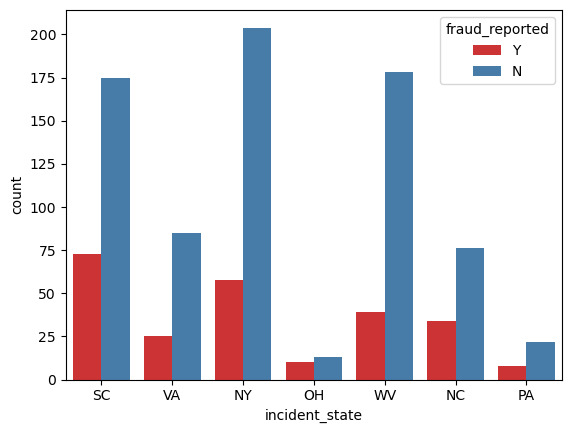 fraud_reported
Y
N
200
175
150
125
100
75
50
25
0
count
SC VA NY OH WV NC PA
incident_state